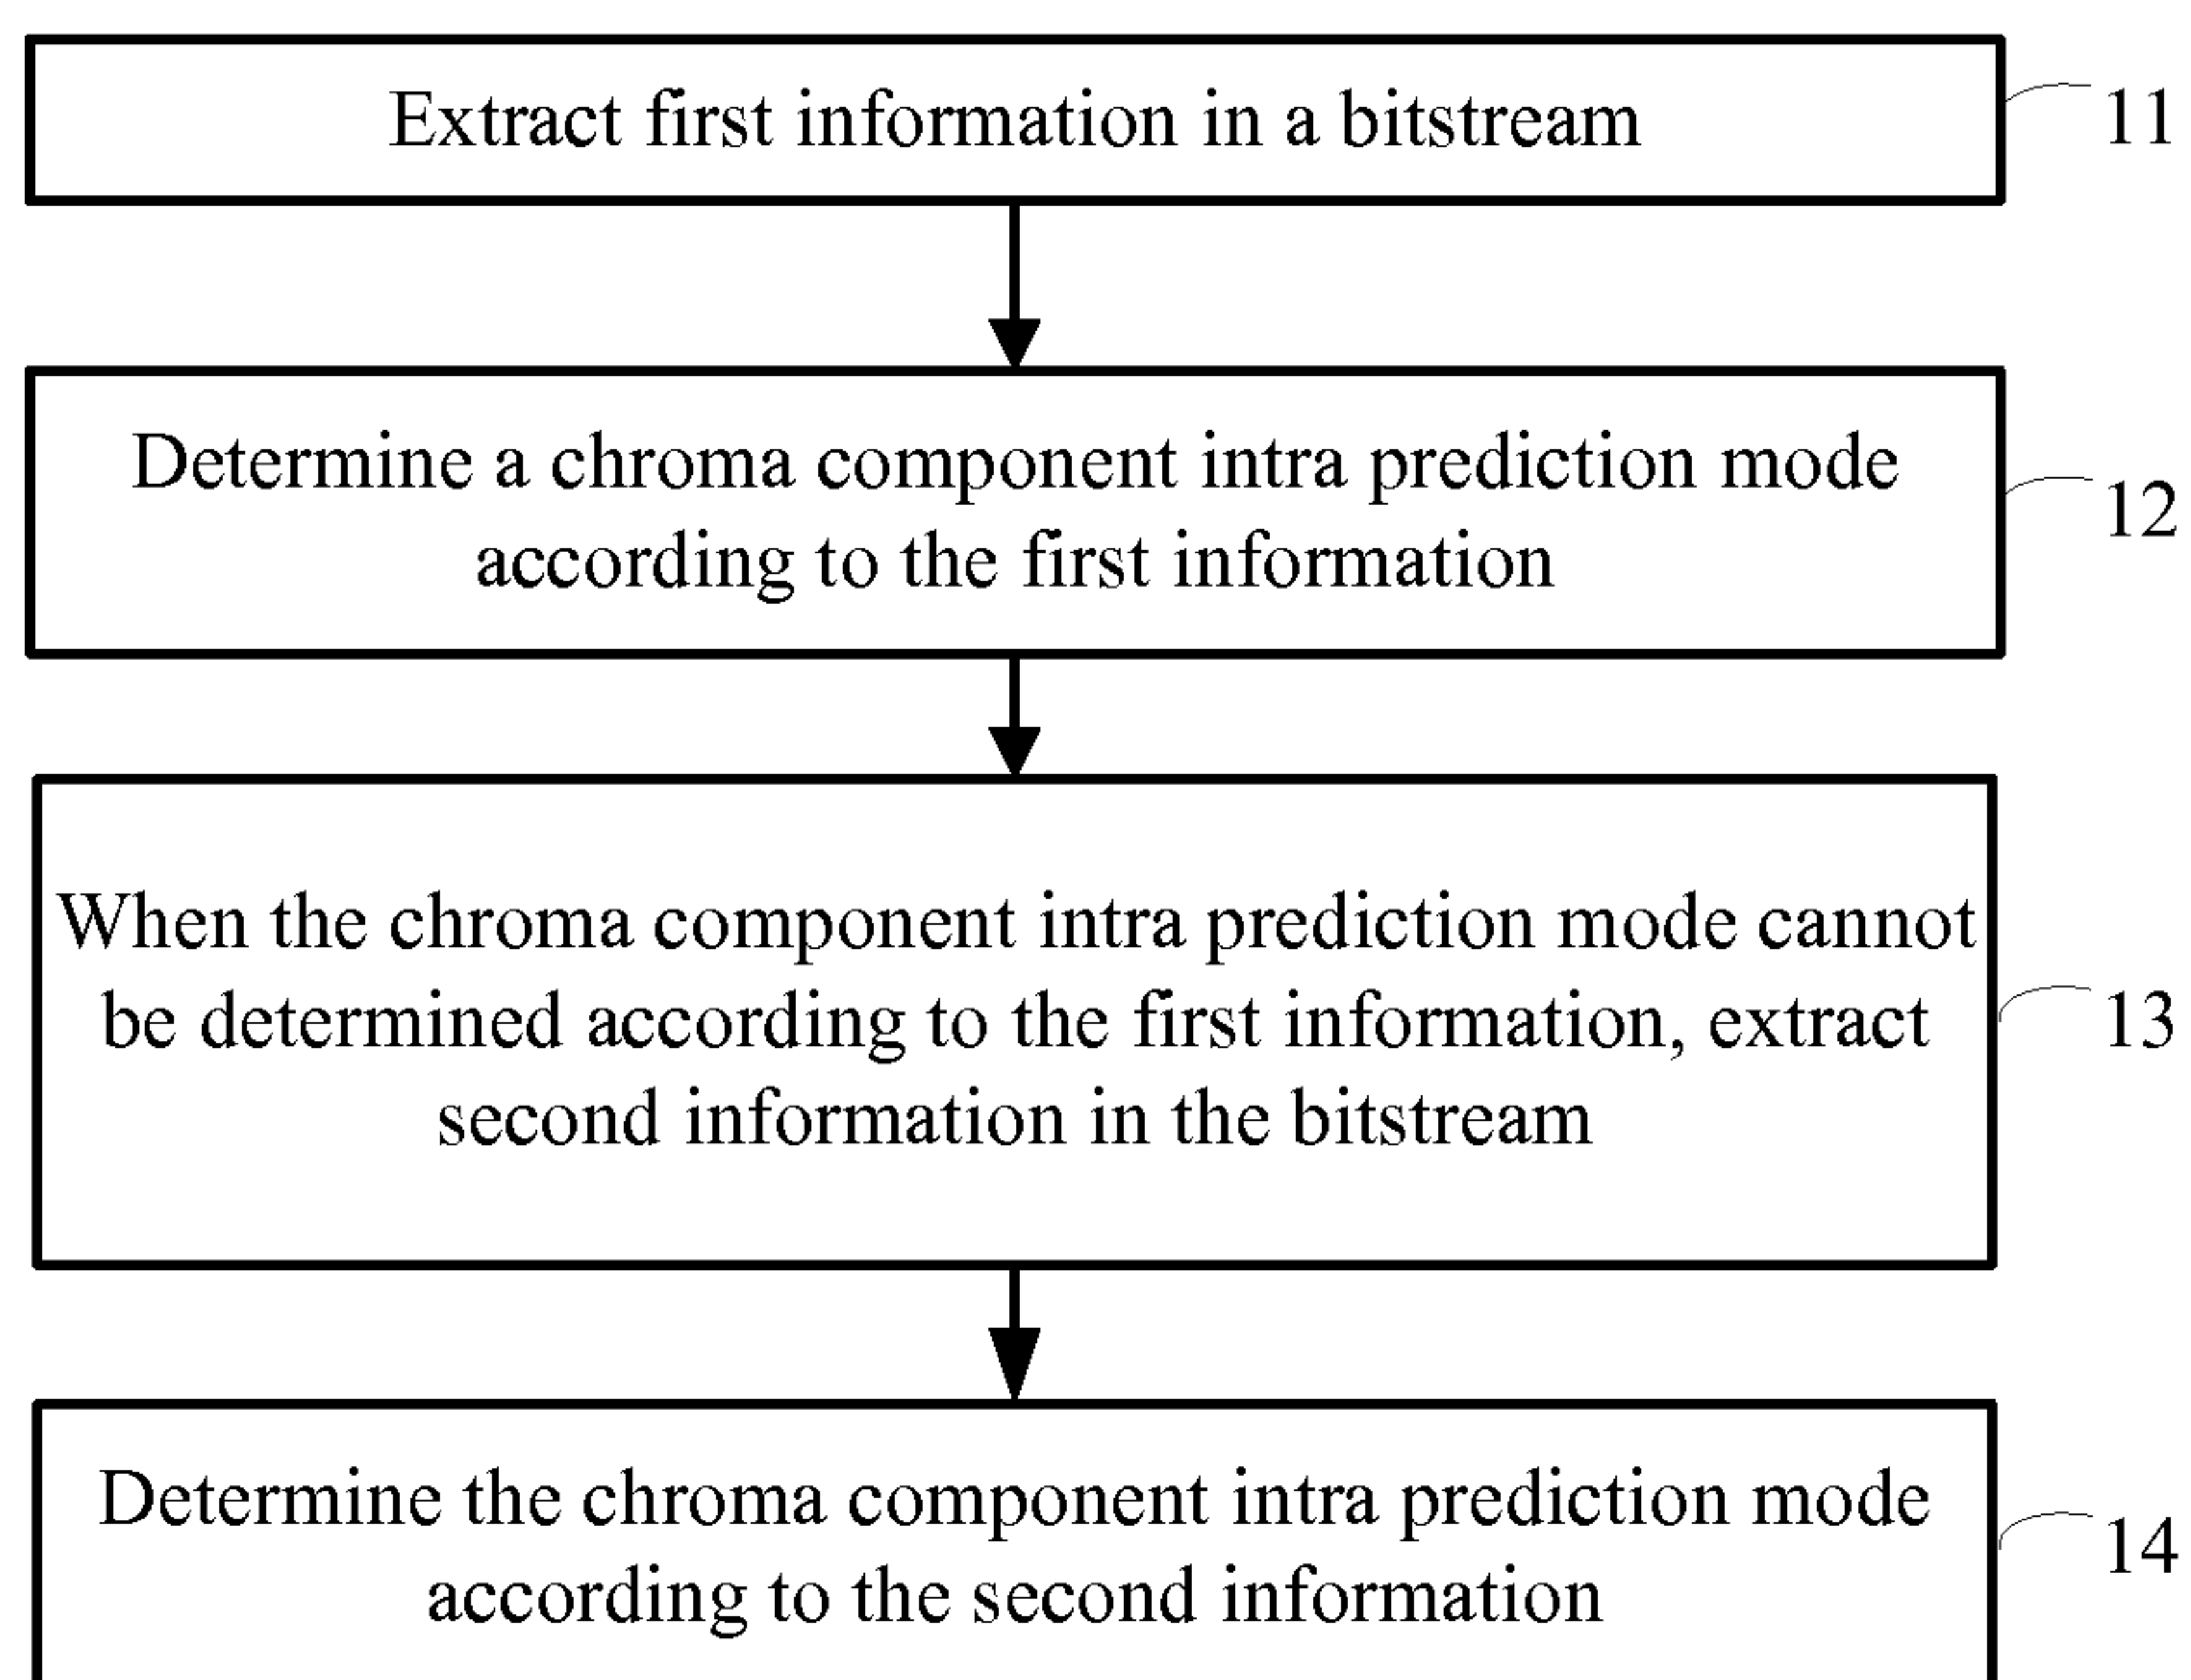 Extract first information in a bitstream
11
Determine a chroma component intra prediction mode
according to the first information
12
When the chroma component intra prediction mode cannot
be determined according to the first information, extract
second information in the bitstream
13
Determine the chroma component intra prediction mode
according to the second information
14